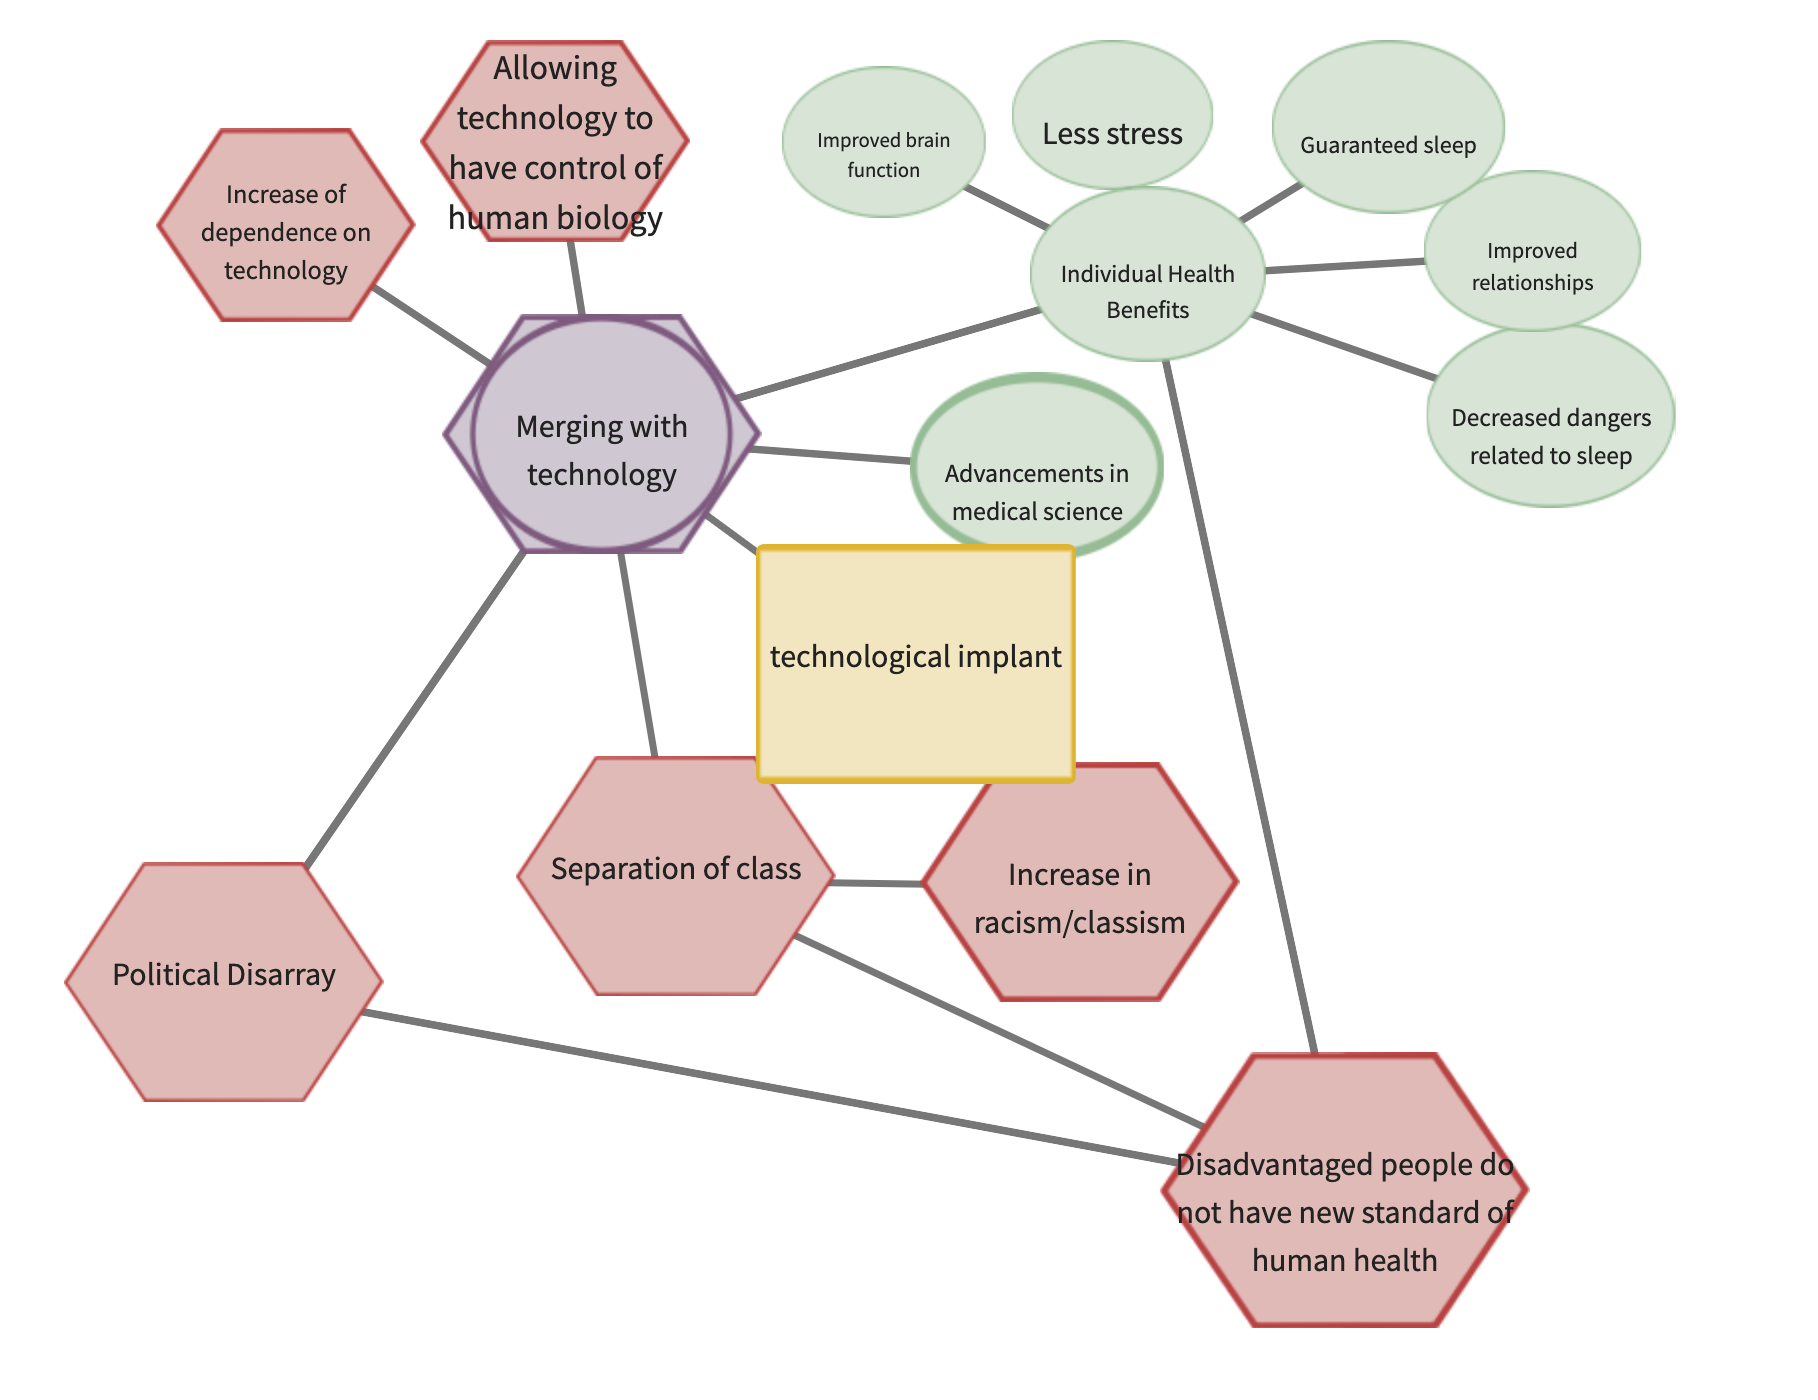 Allowing
technology to
have control of
human biology
Increase of
dependence on
technology
Improved brain
function
Less stress
Guaranteed sleep
Improved
relationships
Individual Health
Benefits
Decreased dangers
related to sleep
Merging with
technology
Advancements in
medical science
technological implant
Separation of class
Increase in
racism/classism
Political Disarray
Disadvantaged people do
not have new standard of
human health